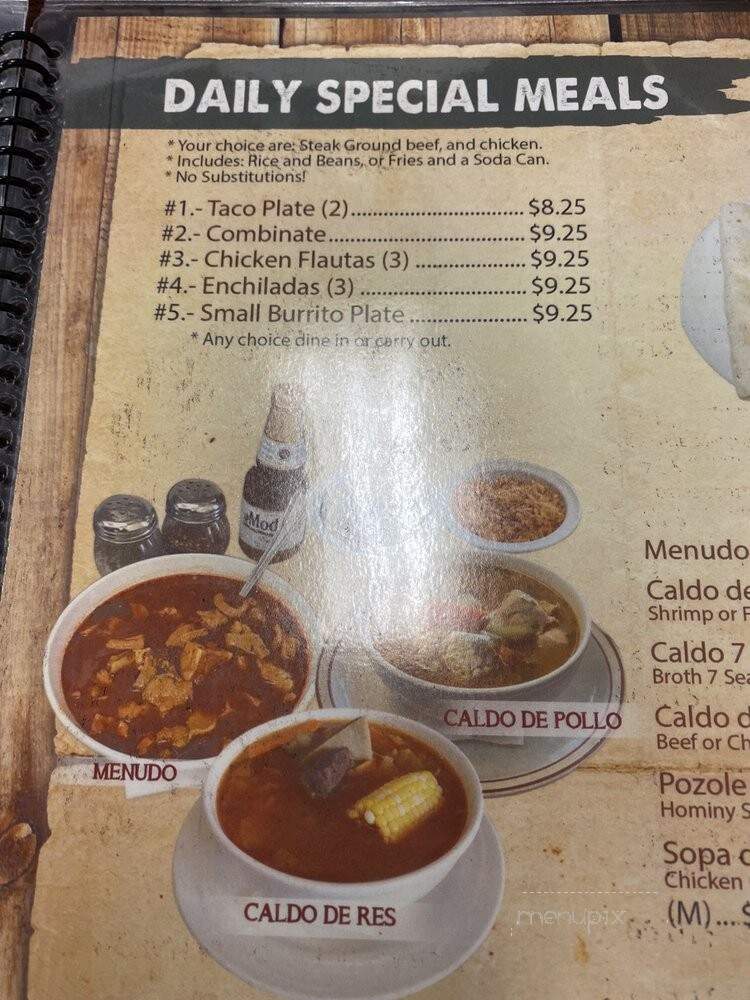 DAILY SPECIAL MEALS
* Your choice are: Steak Ground beef, and chicken.
* Includes: Rice and Beans, or Fries and a Soda Can.
* No Substitutions!
#1.- Taco Plate (2)........................... $8.25
#2.- Combinate............................... $9.25
#3.- Chicken Flautas (3) ................. $9.25
#4.- Enchiladas (3) .......................... $9.25
#5.- Small Burrito Plate .................. $9.25
* Any choice dine in or carry out.
Mod
MENUDO
CALDO DE POLLO
CALDO DE RES
Menudo
Caldo de
Shrimp or F
Caldo 7
Broth 7 Sea
Caldo d
Beef or Ch
Pozole
Hominy S
Sopa d
Chicken
(M)...$
menupix